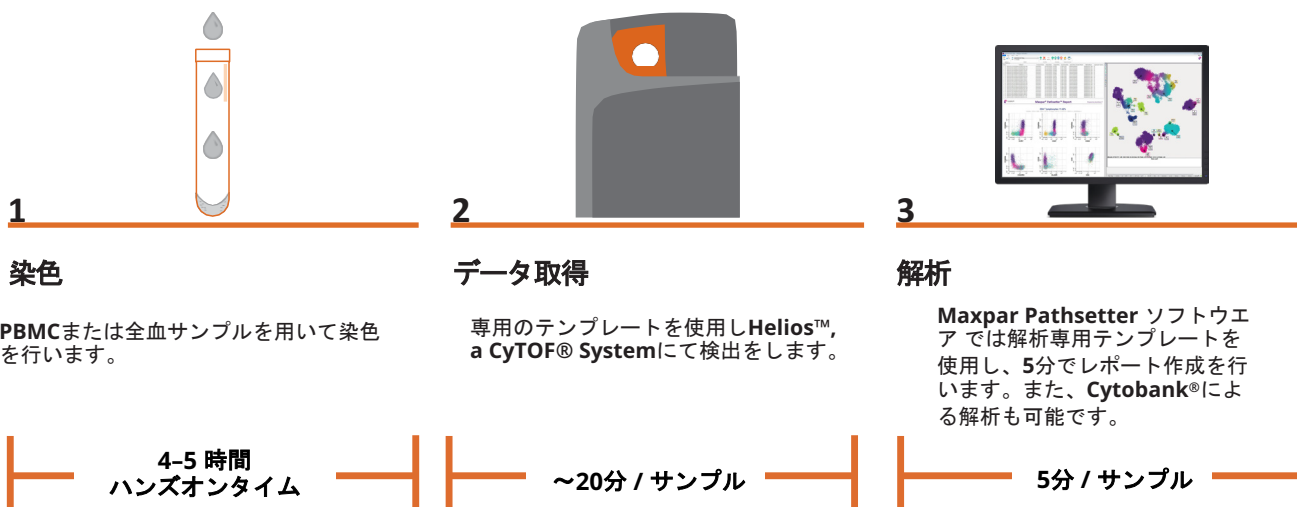 1
染色
PBMCまたは全血サンプルを用いて染色
を行います。
4–5 時間
ハンズオンタイム
2
データ取得
専用のテンプレートを使用しHelios™,
a CyTOF® Systemにて検出をします。
～20分 / サンプル
3
解析
Maxpar Pathsetter ソフトウエ
ア では解析専用テンプレートを
使用し、5分でレポート作成を行
います。また、Cytobank®によ
る解析も可能です。
5分 / サンプル